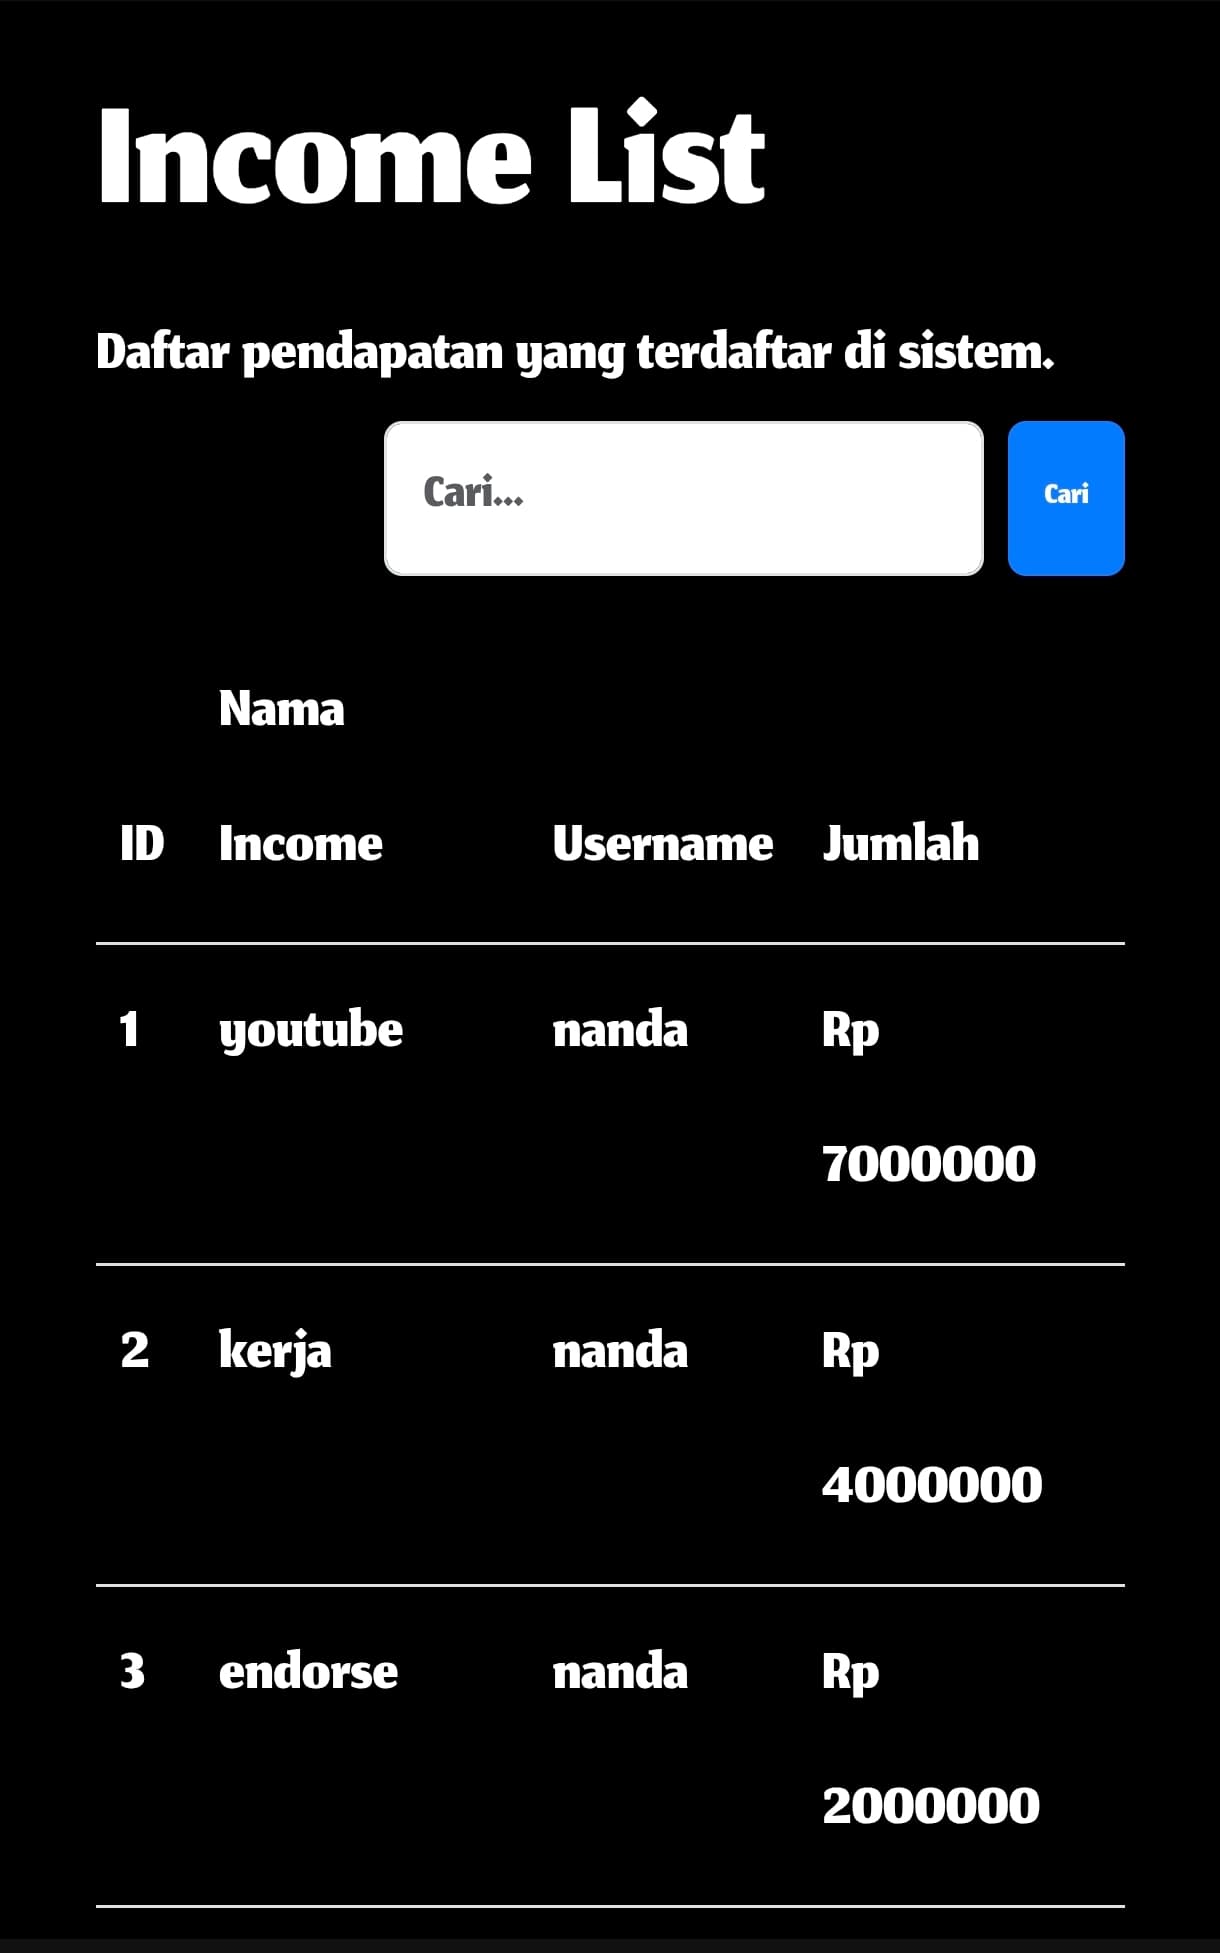 Income List
Daftar pendapatan yang terdaftar di sistem.
Cari...
Cari
Nama
ID Income Username Jumlah
1 youtube nanda Rp
7000000
2 kerja nanda Rp
4000000
3 endorse nanda Rp
2000000